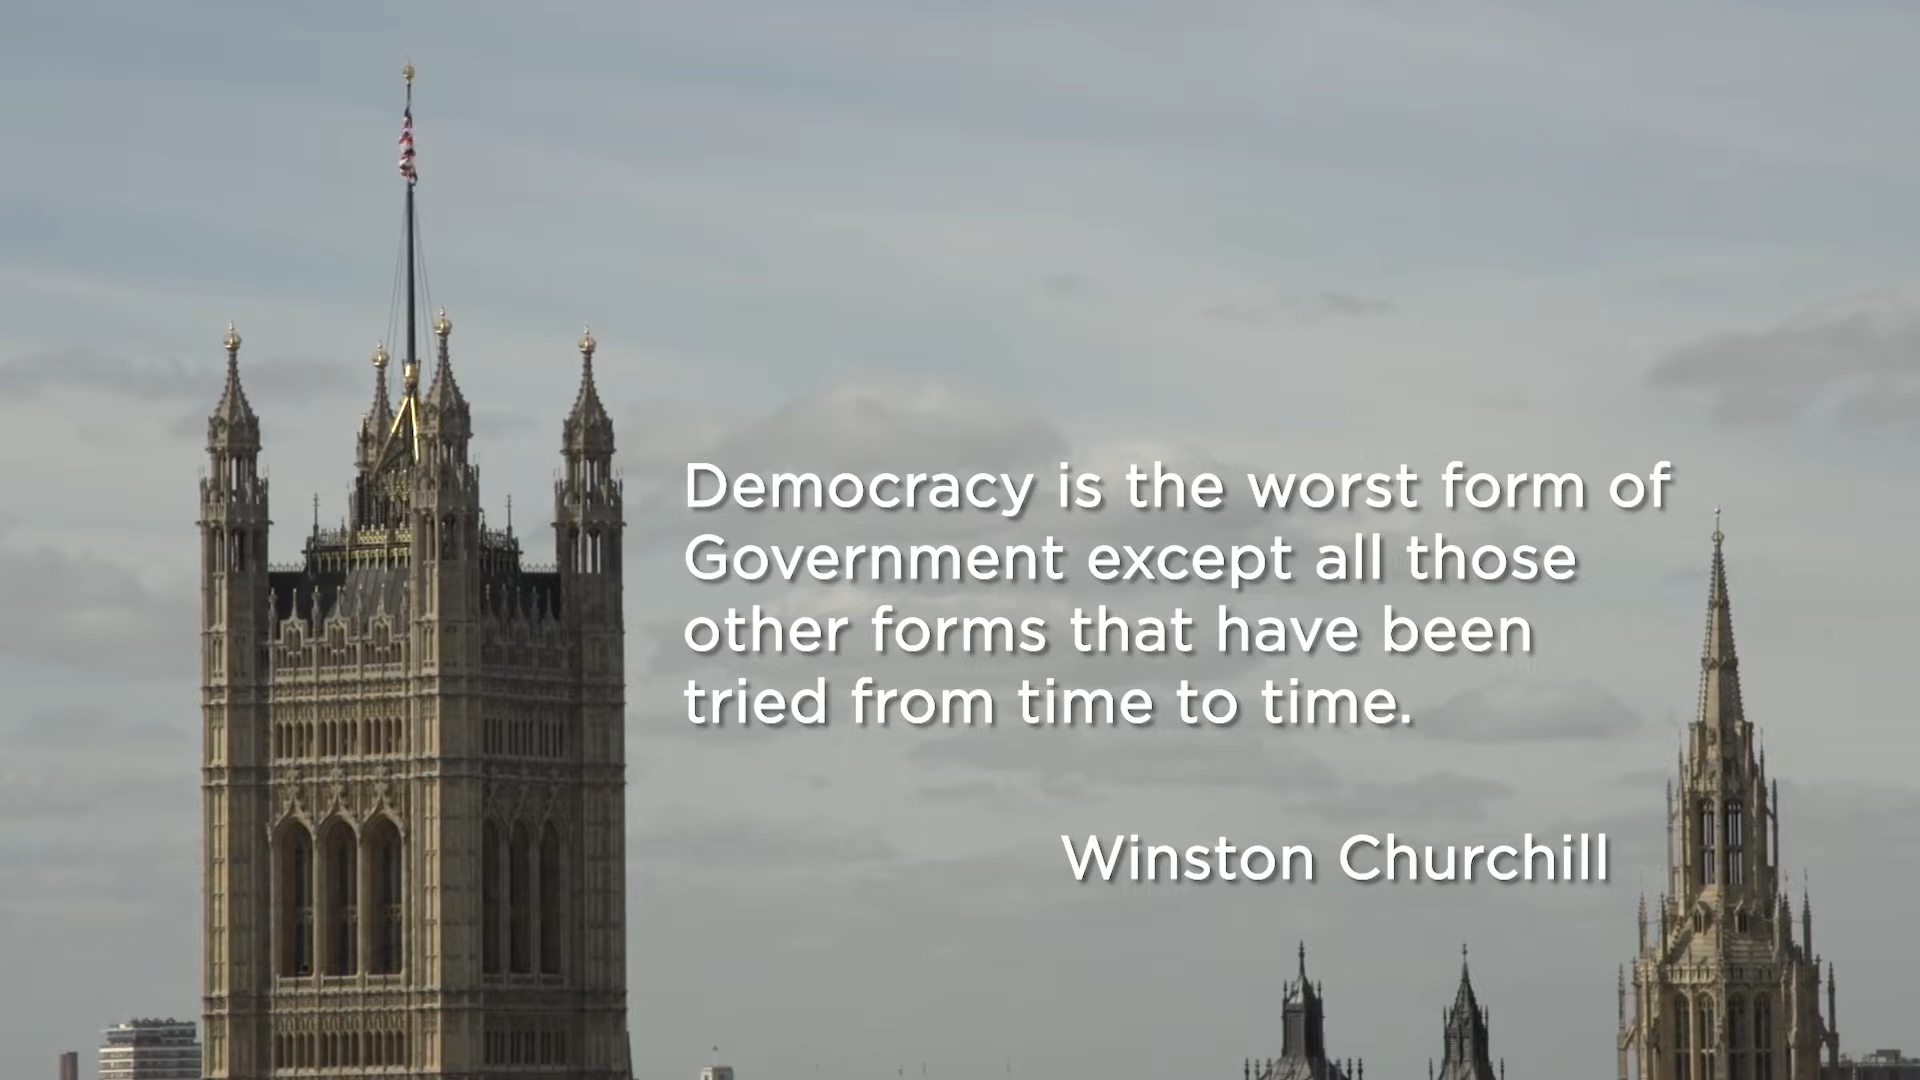 Democracy is the worst form of
Government except all those
other forms that have been
tried from time to time.
Winston Churchill